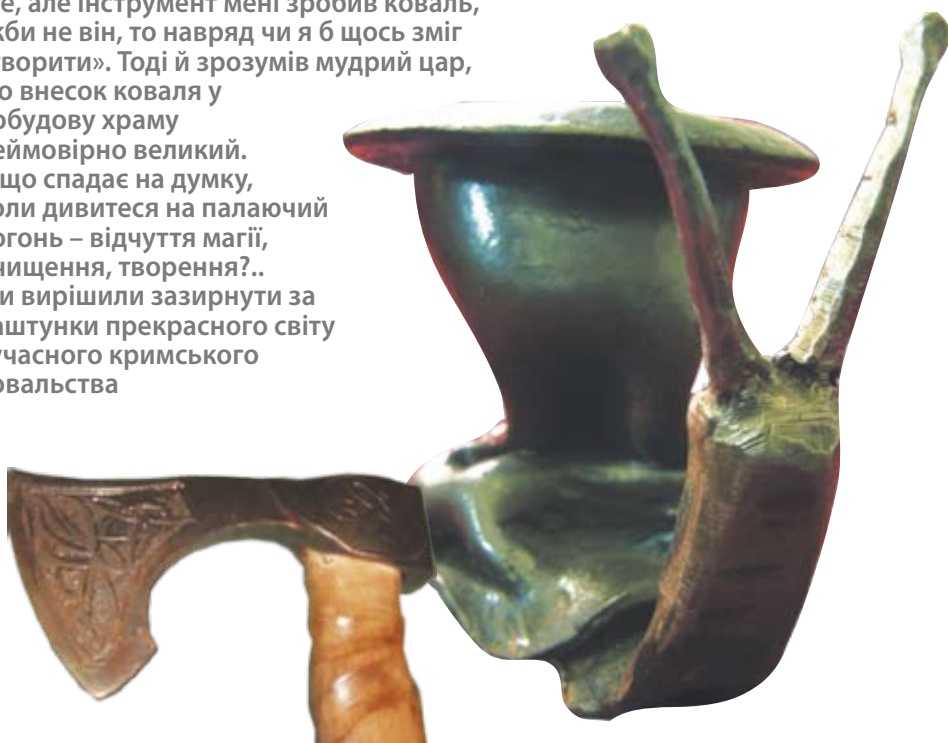 е, але інструмент мені зробив коваль,
кби не він, то навряд чи я б щось зміг
творити». Тоді й зрозумів мудрий цар,
о внесок коваля у
обудову храму
еймовірно великий.
що спадає на думку,
оли дивитеся на палаючий
огонь – відчуття магії,
чищення, творення?..
и вирішили зазирнути за
аштунки прекрасного світу
учасного кримського
овальства